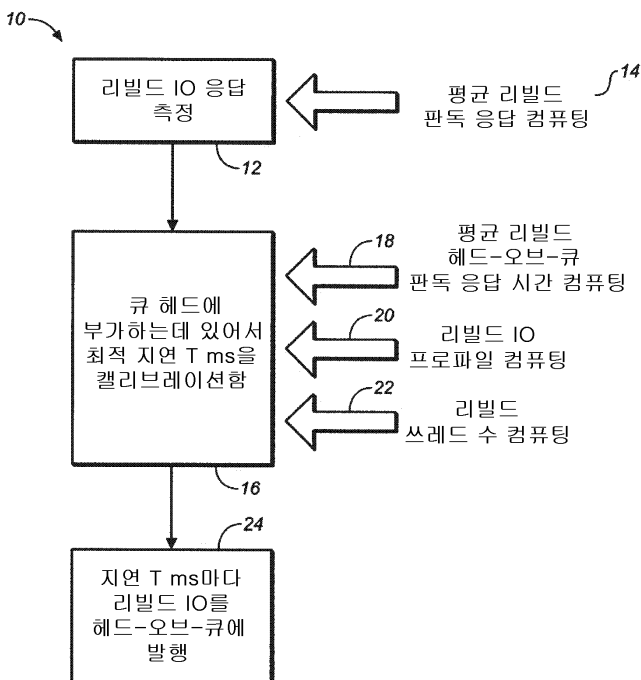 10
리빌드 IO 응답
측정
12
평균 리빌드
판독 응답 컴퓨팅
14
큐 헤드에
부가하는데 있어서
최적 지연 T ms을
캘리브레이션함
16
18
평균 리빌드
헤드-오브-큐
판독 응답 시간 컴퓨팅
20
리빌드 IO
프로파일 컴퓨팅
22
리빌드
쓰레드 수 컴퓨팅
24
지연 T ms마다
리빌드 IO를
헤드-오브-큐에
발행